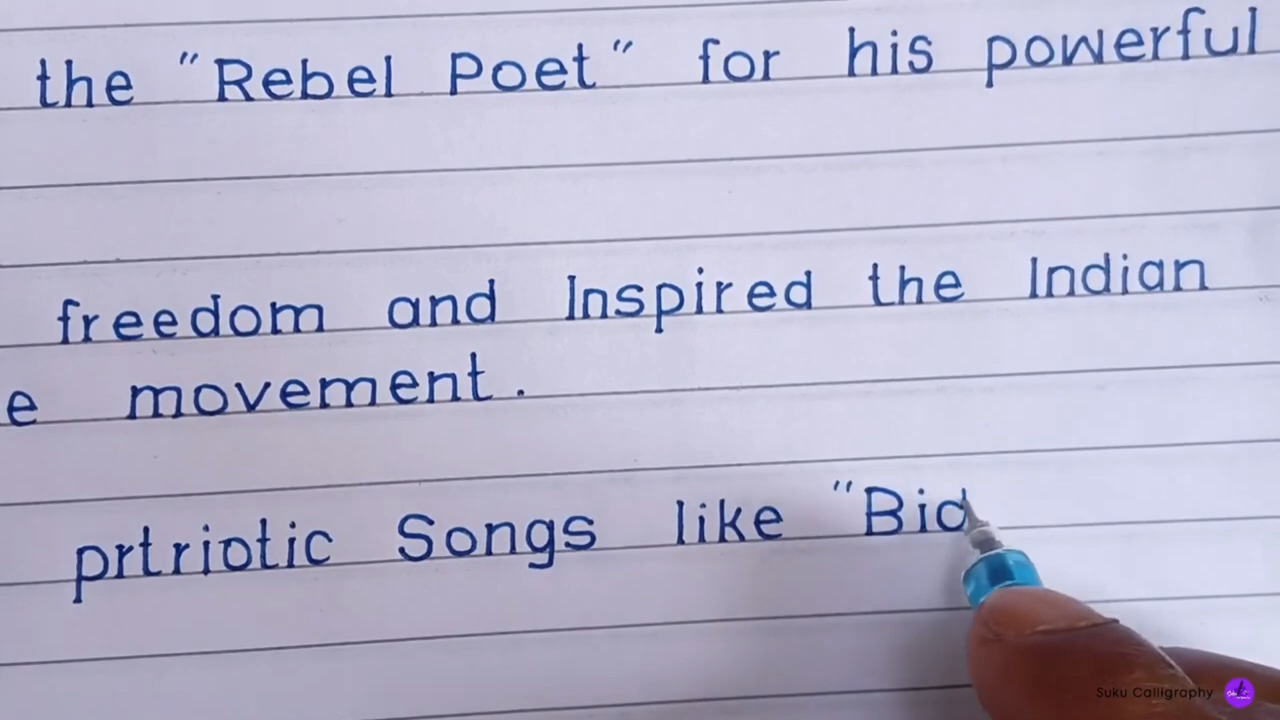 the "Rebel Poet" for his powerful
freedom and Inspired the Indian
e movement.
prtriotic Songs like "Bid
Suku Calligraphy